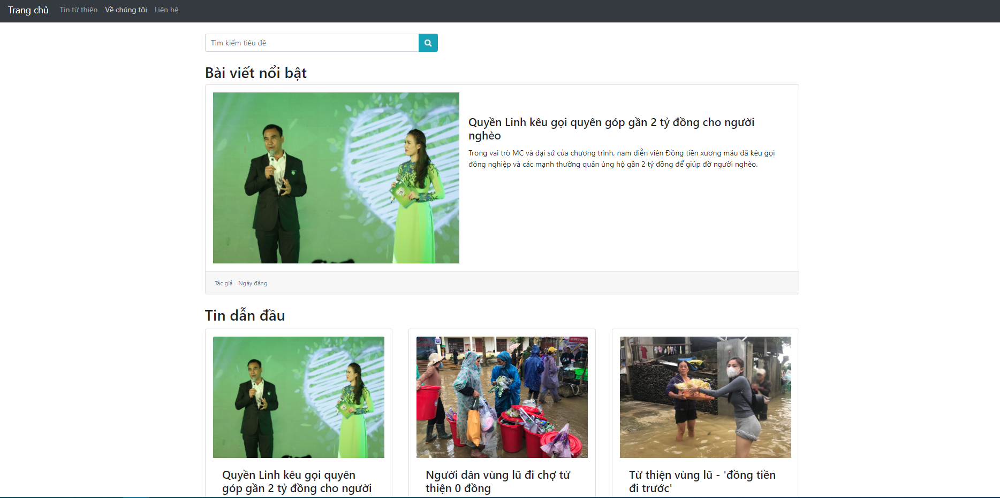 Trang chủ Tin từ thiện Về chúng tôi Liên hệ
Tìm kiếm tiêu đề
Bài viết nổi bật
Quyền Linh kêu gọi quyên góp gần 2 tỷ đồng cho người
nghèo
Trong vai trò MC và đại sứ của chương trình, nam diễn viên Đồng tiền xương máu đã kêu gọi
đồng nghiệp và các mạnh thường quân ủng hộ gần 2 tỷ đồng để giúp đỡ người nghèo.
Tác giả - Ngày đăng
Tin dẫn đầu
Quyền Linh kêu gọi quyên
góp gần 2 tỷ đồng cho người
Người dân vùng lũ đi chợ từ
thiện 0 đồng
Từ thiện vùng lũ - 'đồng tiền
đi trước'